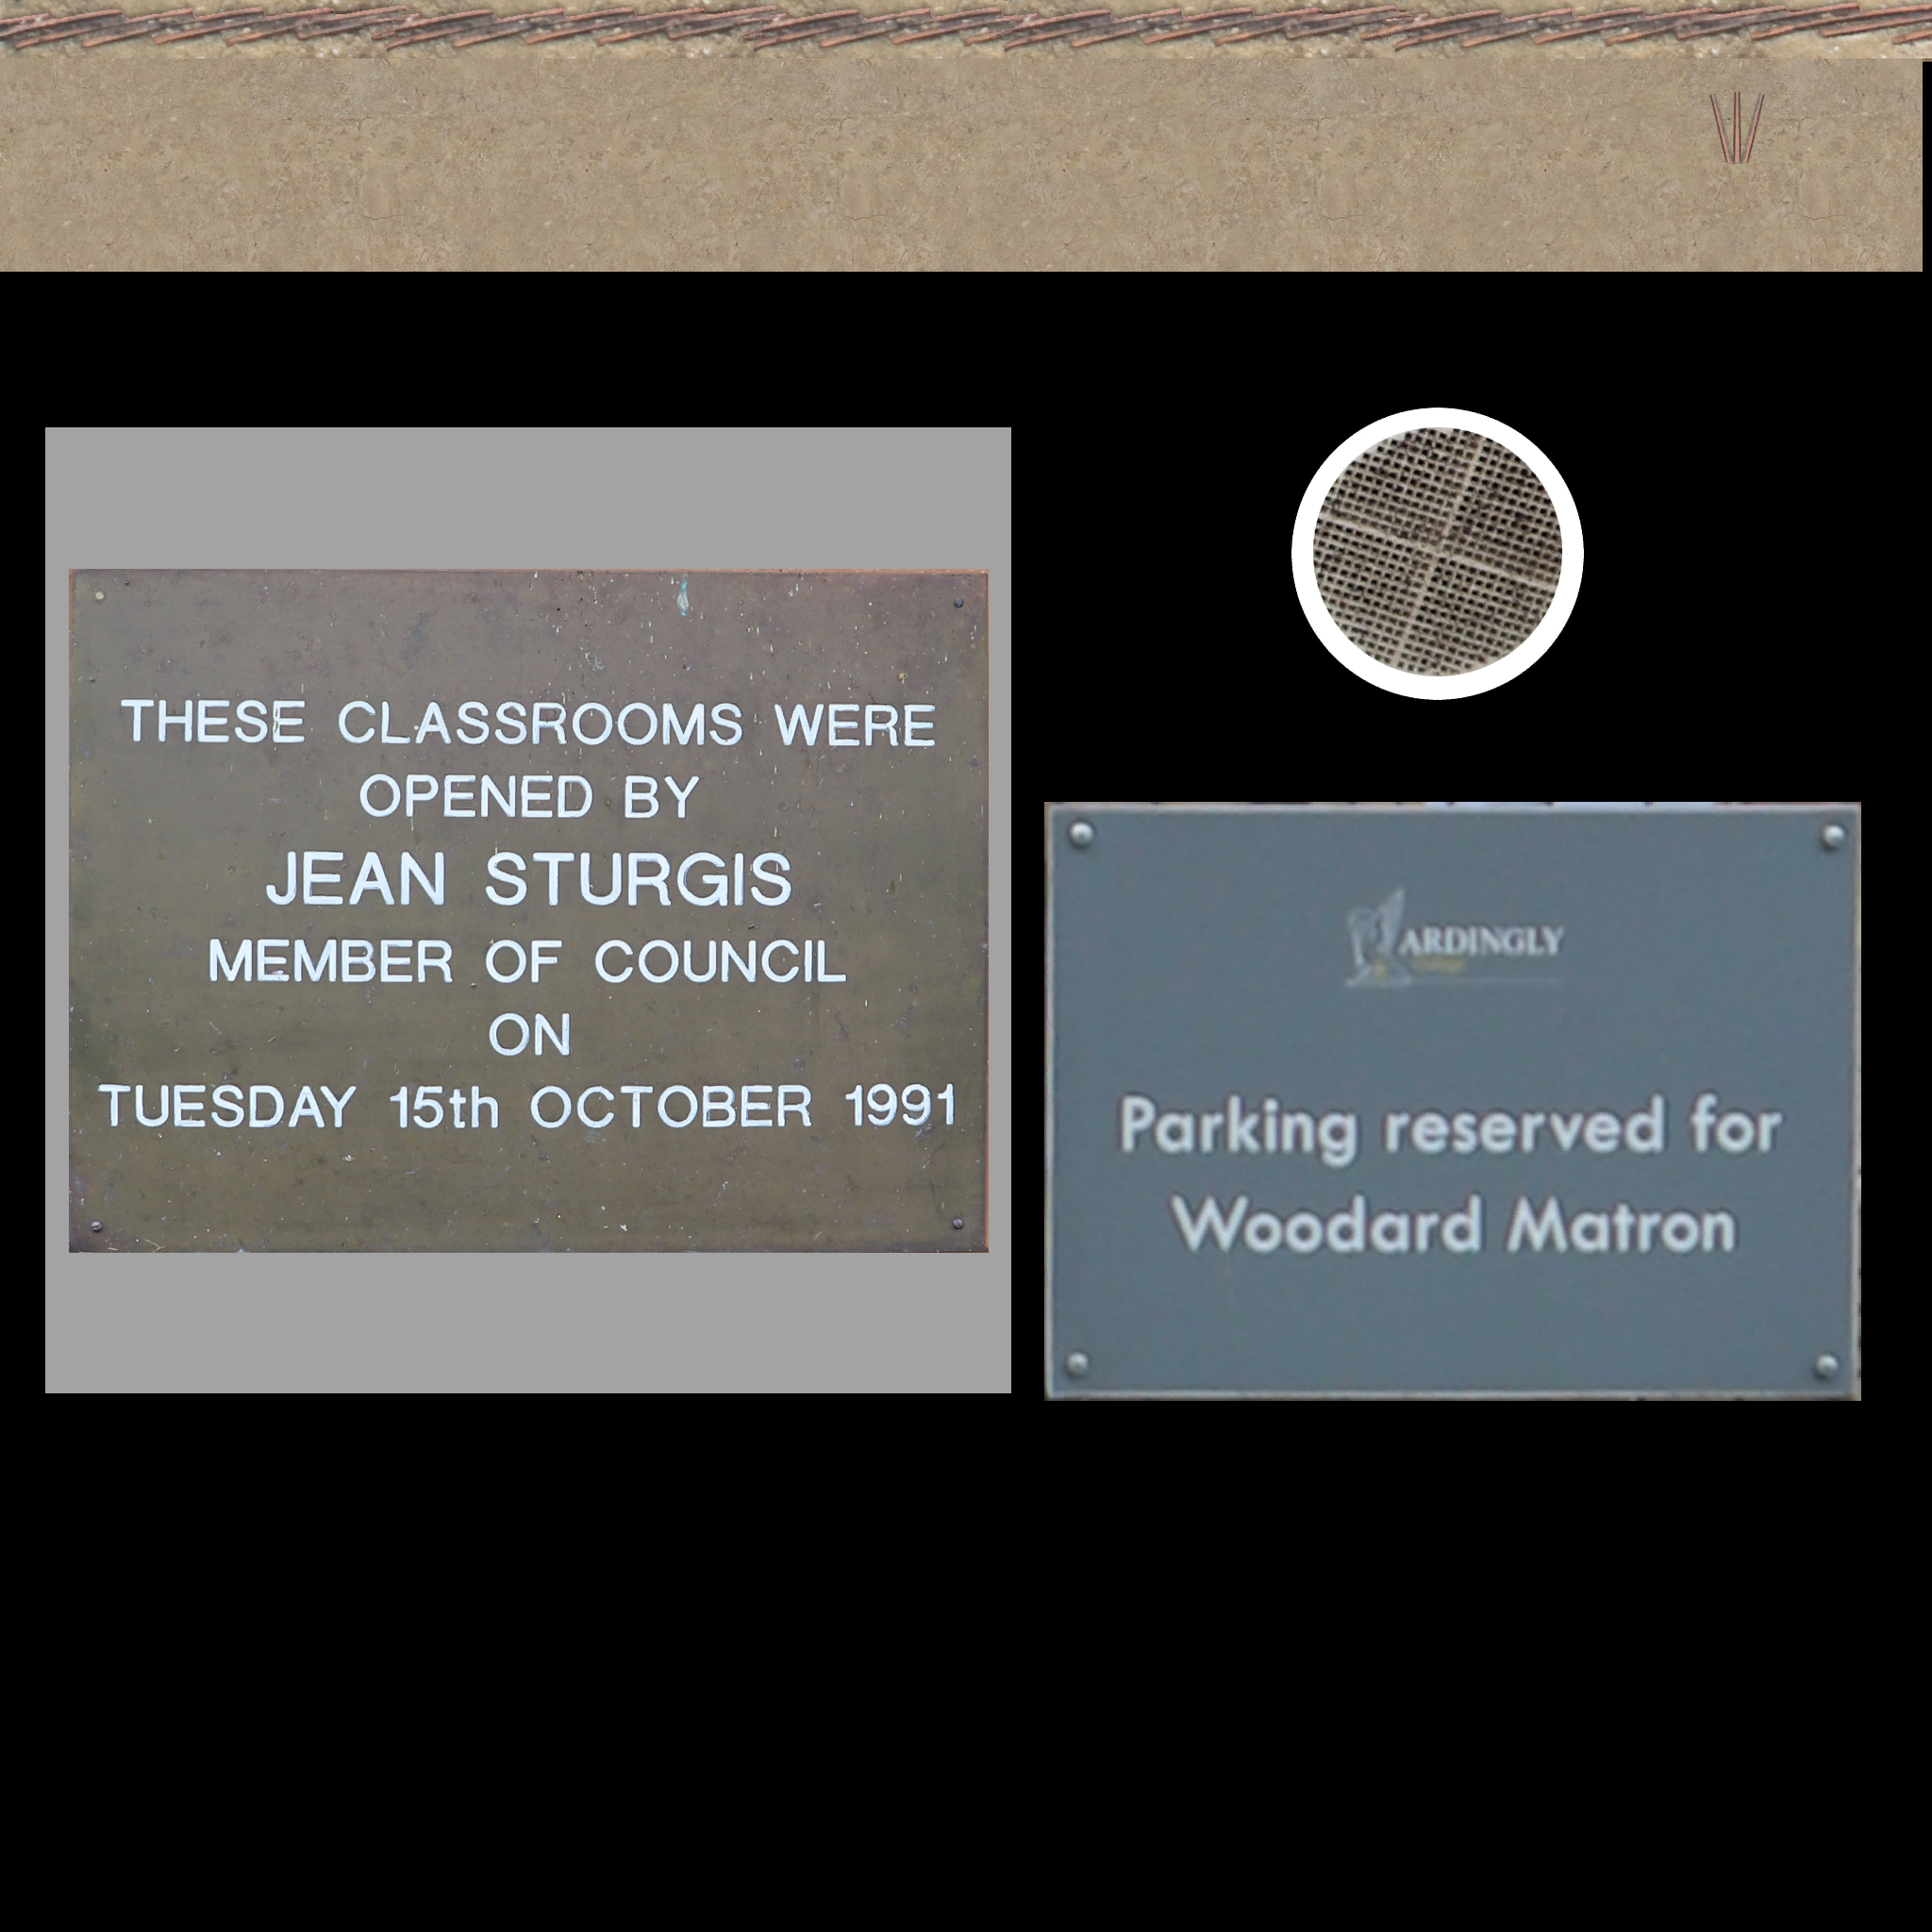 THESE CLASSROOMS WERE
OPENED BY
JEAN STURGIS
MEMBER OF COUNCIL
ON
TUESDAY 15th OCTOBER 1991
ARDINGLY
Parking reserved for
Woodard Matron